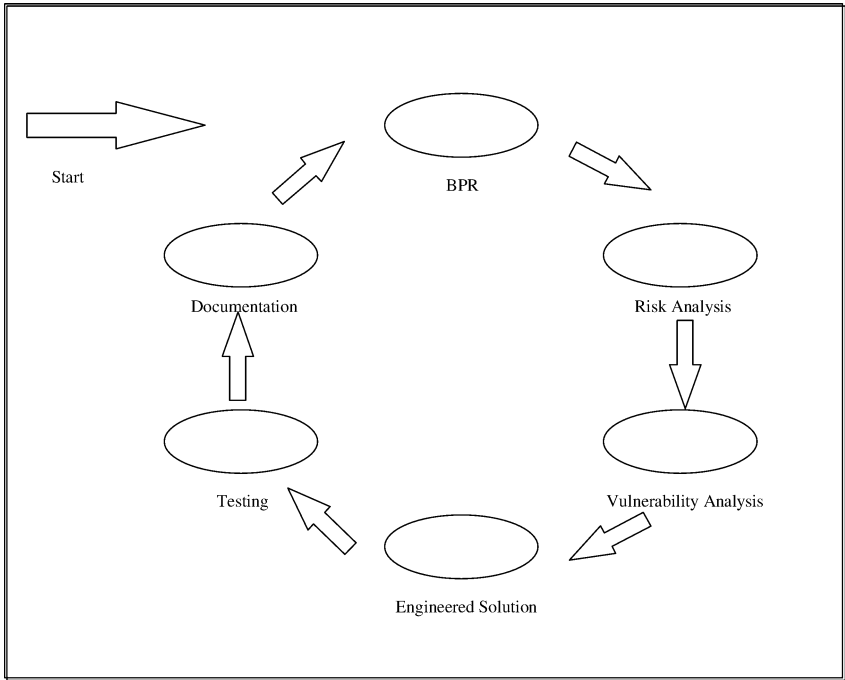 Start
BPR
Documentation
Risk Analysis
Testing
Vulnerability Analysis
Engineered Solution